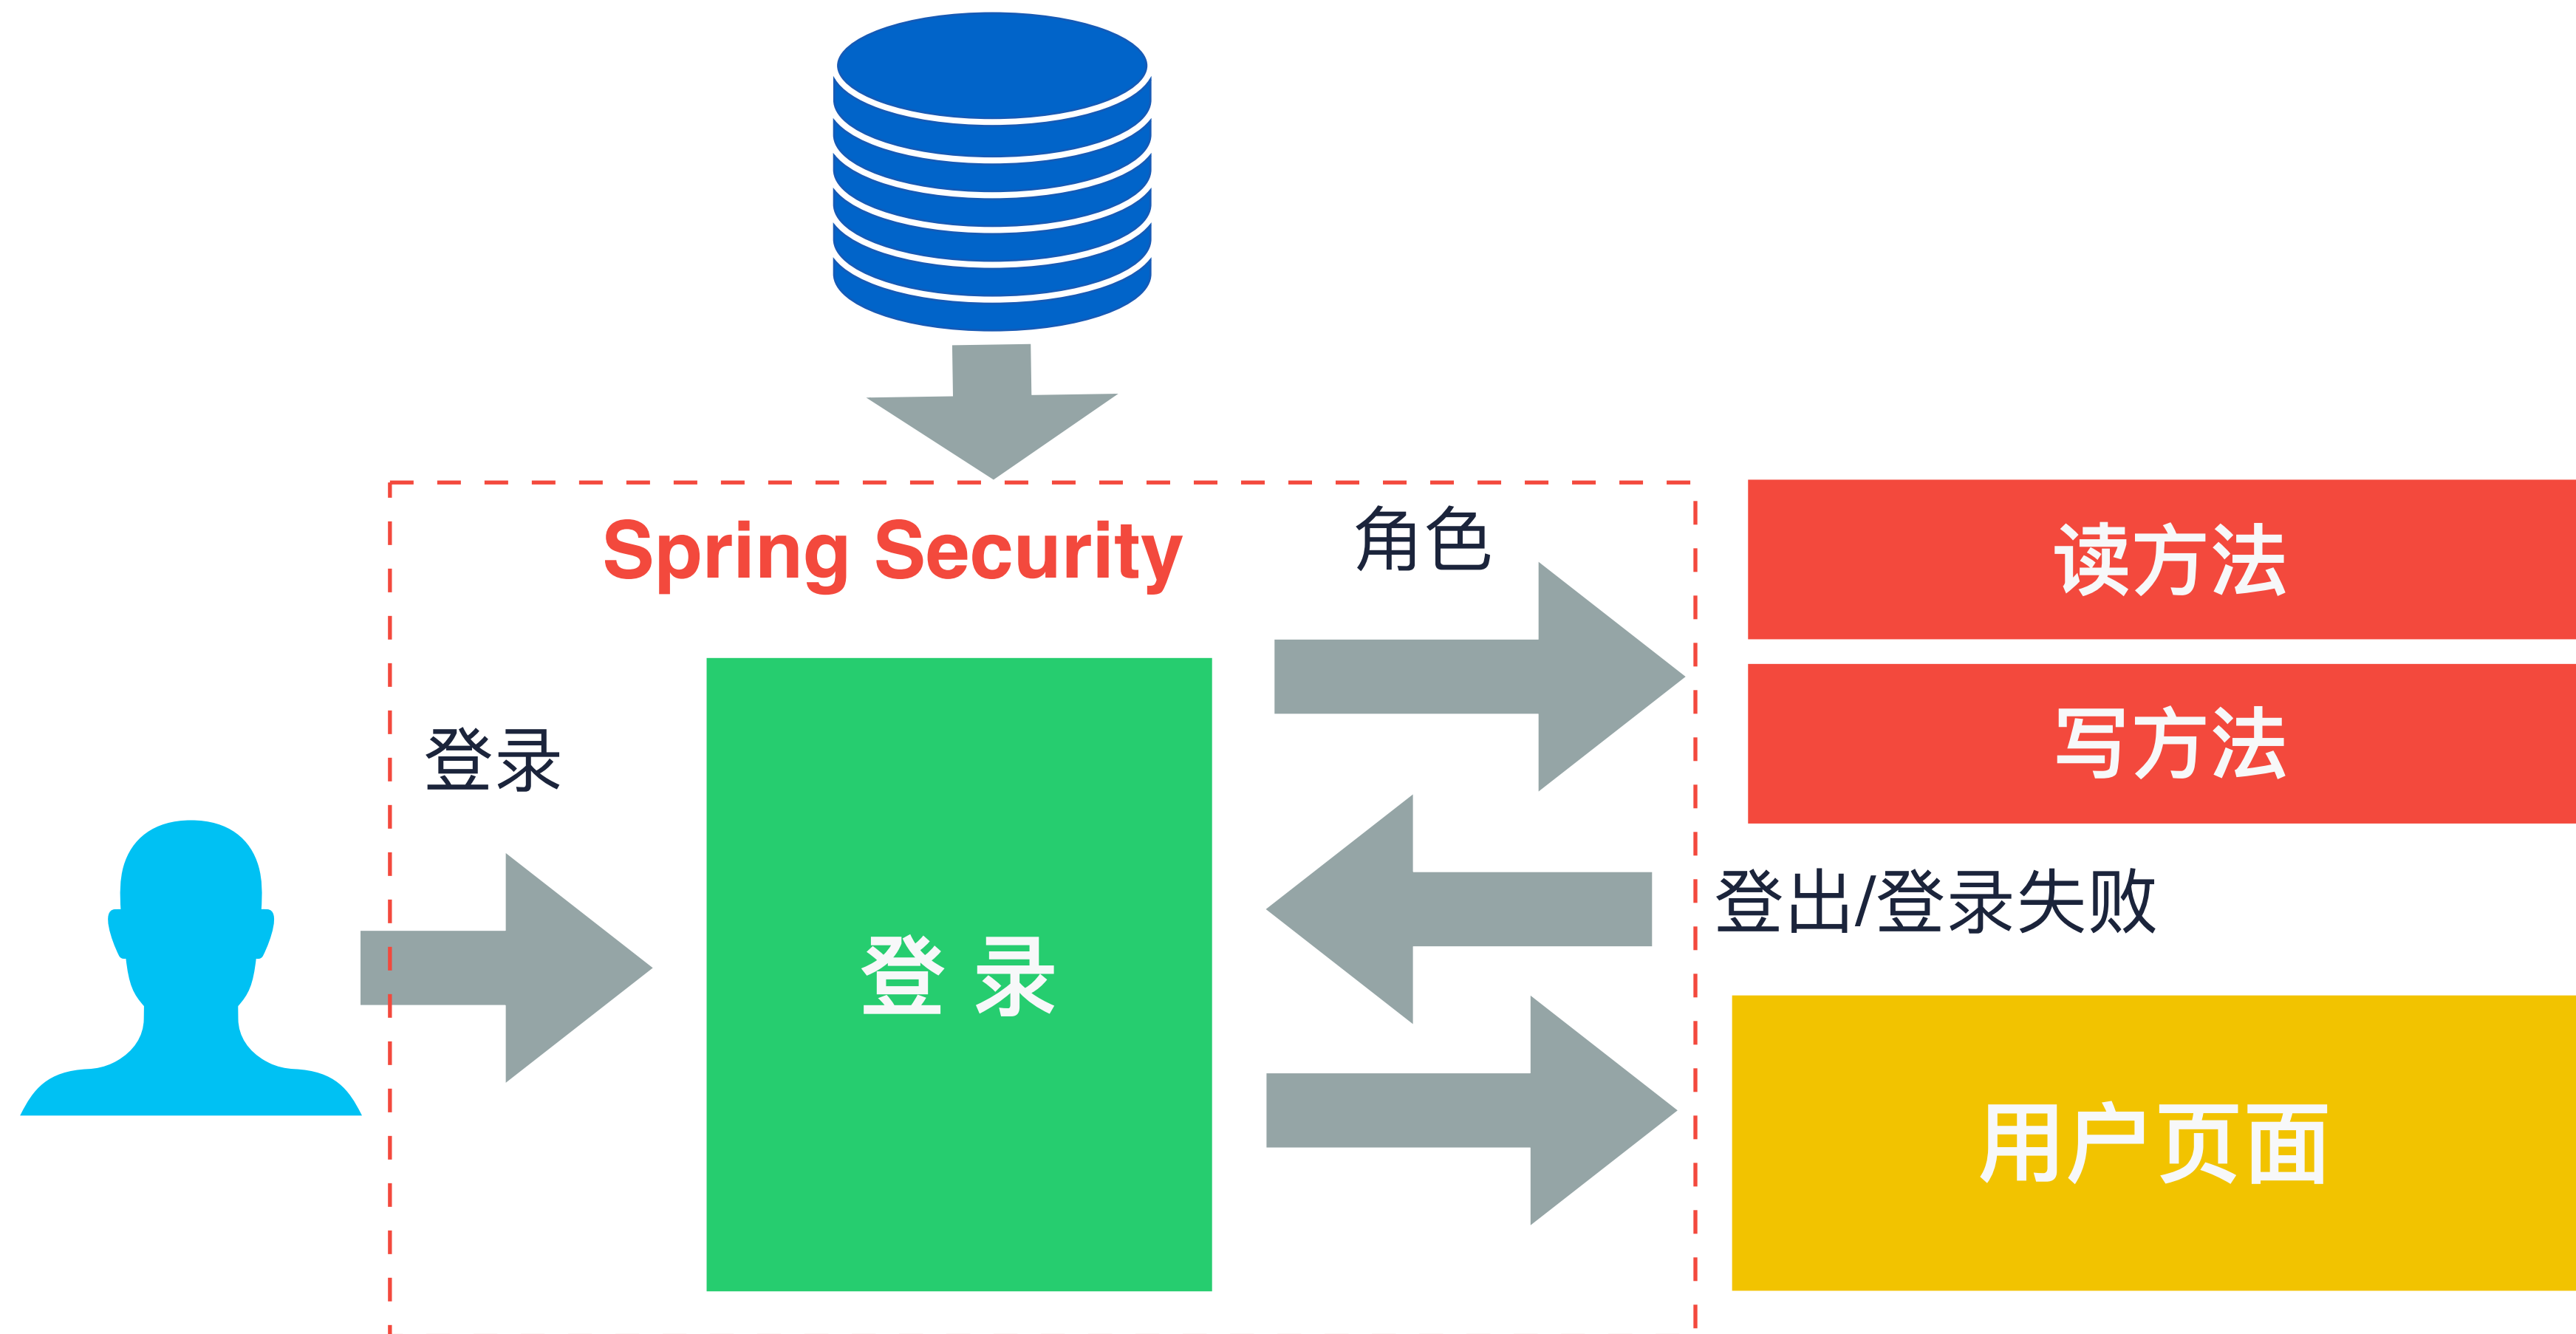 Spring Security
角色
登录
登 录
读方法
写方法
登出/登录失败
用户页面